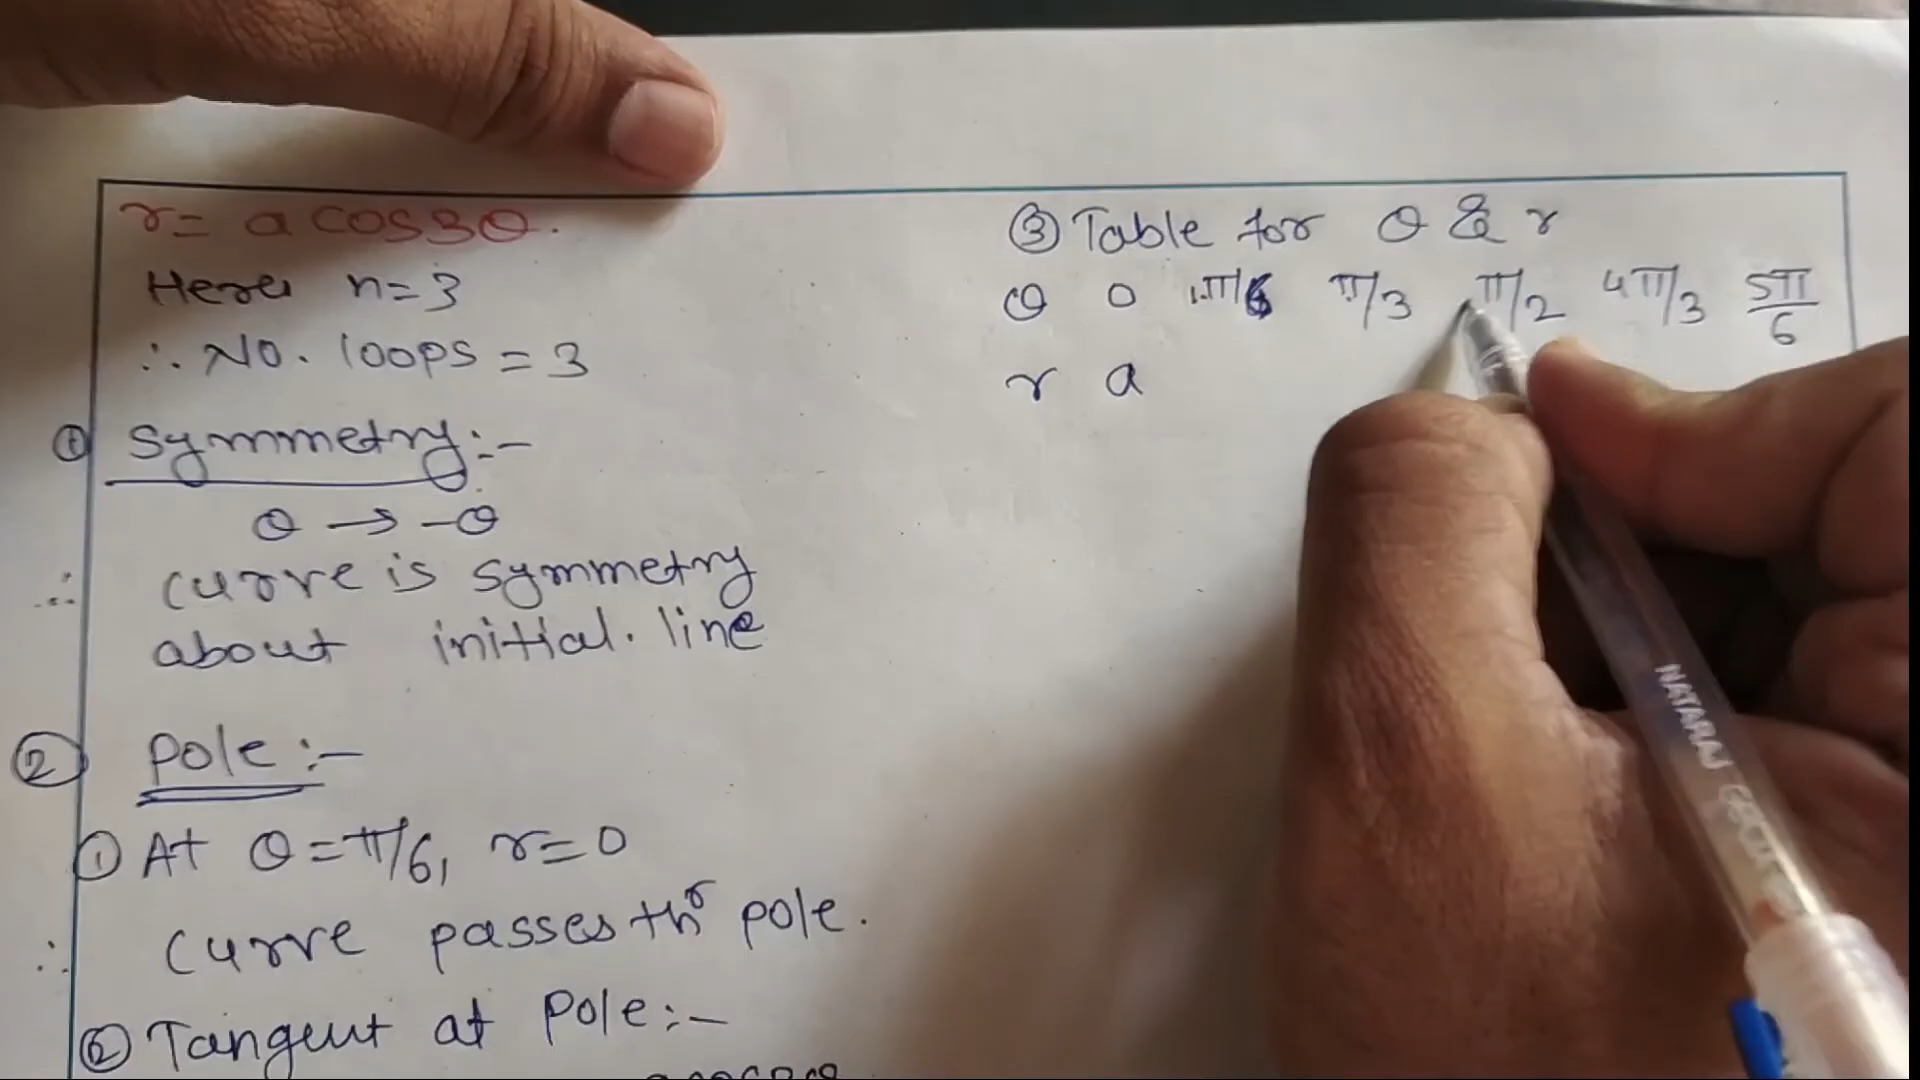 r = a cos3θ.
Here n=3
∴ No. loops = 3
① Symmetry:-
θ → -θ
∴ curve is symmetry
about initial. line
② Pole:-
① At θ = π/6, r=0
∴ curve passes thr pole.
② Tangent at Pole:-
③ Table for θ & r
θ 0 π/6 π/3 π/2 4π/3 5π/6
r a
NATARAJ